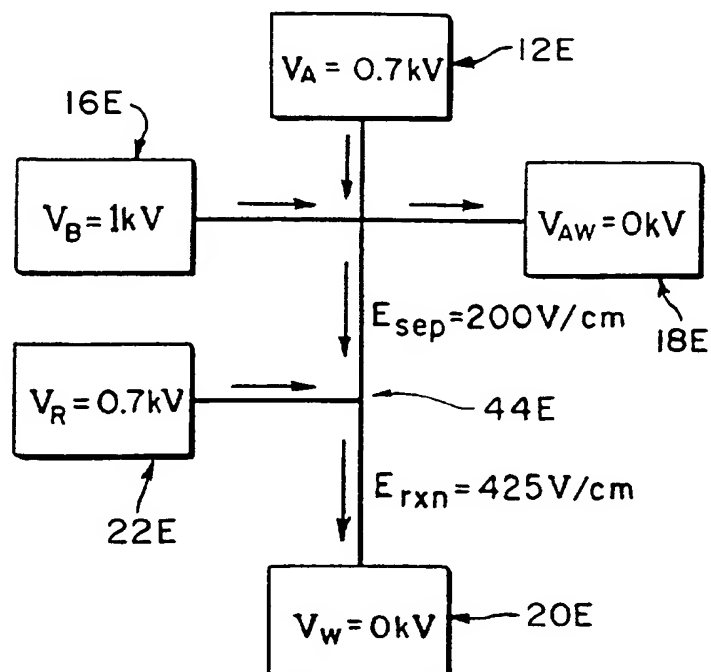 12E
V_A = 0.7kV
16E
V_B = 1kV
V_AW = 0kV
18E
E_sep = 200V/cm
V_R = 0.7kV
44E
22E
E_rxn = 425V/cm
V_W = 0kV
20E